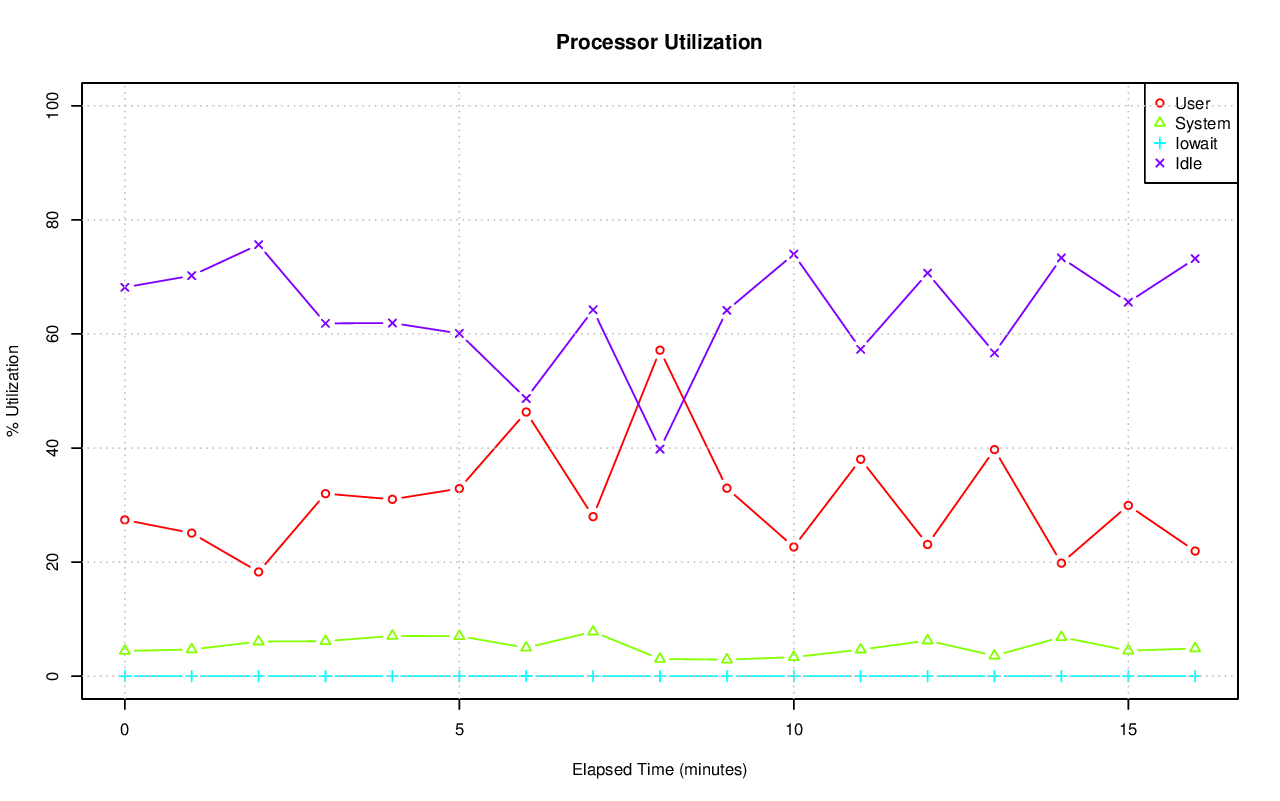 Processor Utilization
% Utilization
100
80
60
40
20
0
User
System
Iowait
Idle
0 5 10 15
Elapsed Time (minutes)